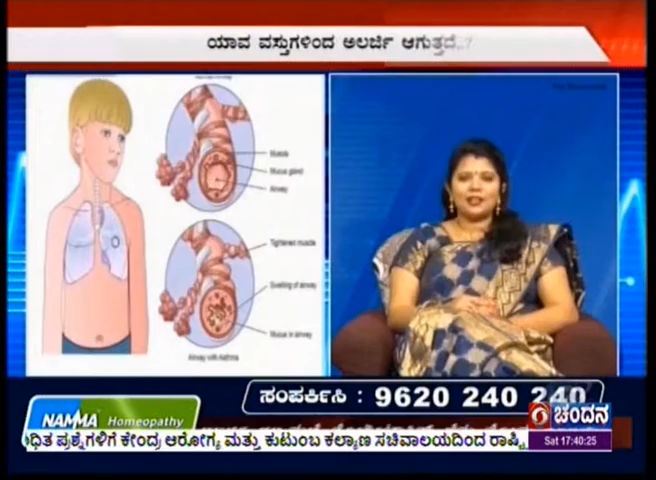 ಯಾವ ವಸ್ತುಗಳಿಂದ ಅಲರ್ಜಿ ಆಗುತ್ತದೆ..?
Muscle
Mucus gland
Airway
Tightened muscle
Swelling of airway
Mucus in airway
Airway with Asthma
ಸಂಪರ್ಕಿಸಿ : 9620 240 240
NAMMA Homeopathy
ಚಂದನ
ಧಿತ ಪ್ರಶ್ನೆಗಳಿಗೆ ಕೇಂದ್ರ ಆರೋಗ್ಯ ಮತ್ತು ಕುಟುಂಬ ಕಲ್ಯಾಣ ಸಚಿವಾಲಯದಿಂದ ರಾಷ್ಟ್ರಿ
Sat 17:40:25